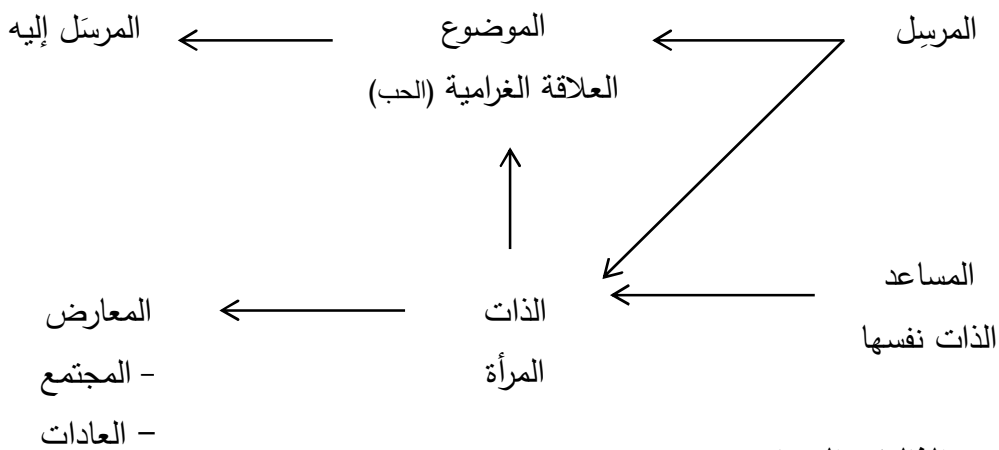 المرسِل
الموضوع
المرسَل إليه
العلاقة الغرامية (الحب)
المساعد
الذات نفسها
الذات
المرأة
المعارض
- المجتمع
– العادات